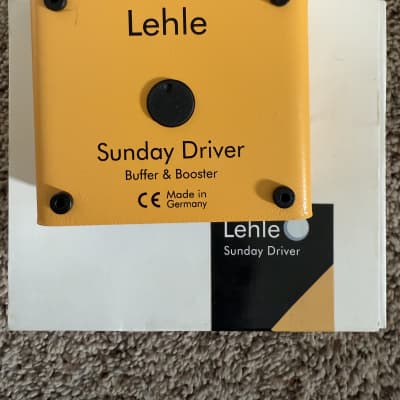 Lehle
Sunday Driver
Buffer & Booster
CE Made in
Germany
Lehle
Sunday Driver